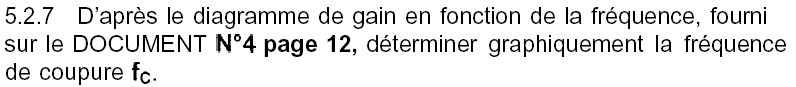 5.2.7 D'après le diagramme de gain en fonction de la fréquence, fourni
sur le DOCUMENT N°4 page 12, déterminer graphiquement la fréquence
de coupure fC.